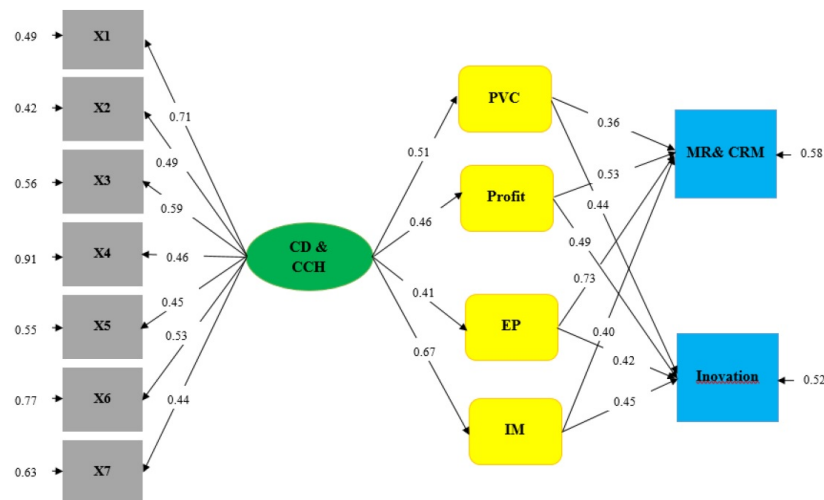 0.49
X1
0.42
X2
0.56
X3
0.91
X4
0.55
X5
0.77
X6
0.63
X7
0.71
0.49
0.59
0.46
0.45
0.53
0.44
CD &
CCH
0.51
0.46
0.41
0.67
PVC
Profit
EP
IM
0.36
0.53
0.44
0.49
0.73
0.40
0.42
0.45
MR& CRM
0.58
Inovation
0.52